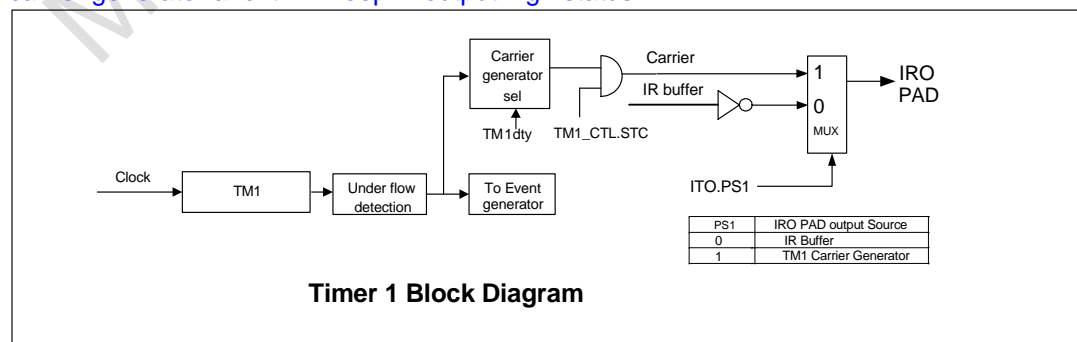 Carrier
generator
sel
Carrier
IR buffer
1
0
MUX
IRO
PAD
TM1dty
TM1_CTL.STC
Clock
TM1
Under flow
detection
To Event
generator
ITO.PS1
PS1 IRO PAD output Source
0 IR Buffer
1 TM1 Carrier Generator
Timer 1 Block Diagram